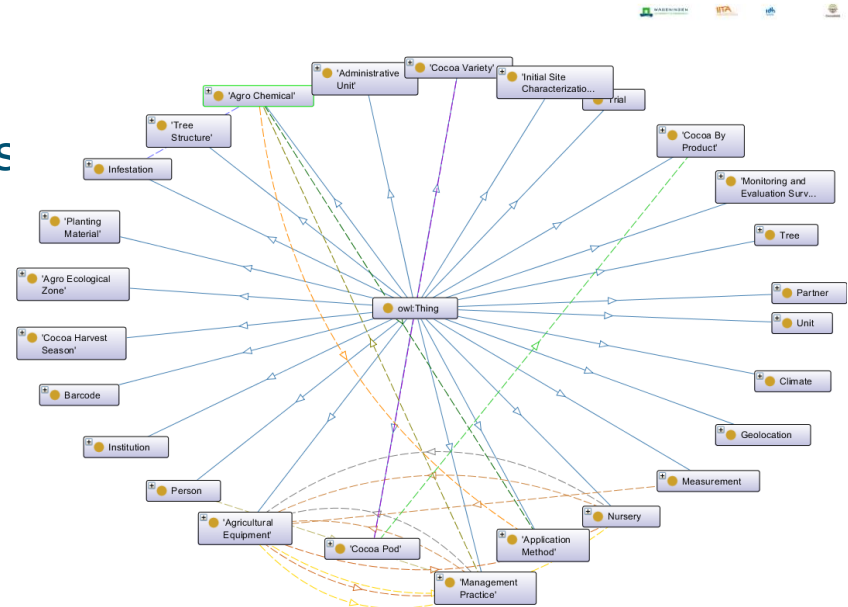 WAGENINGEN
IITA
'Cocoa Variety'
'Administrative
Unit'
'Initial Site
Characterizatio...
'Agro Chemical'
Trial
'Tree
Structure'
'Cocoa By
Product'
S
Infestation
'Monitoring and
Evaluation Surv...
'Planting
Material'
Tree
'Agro Ecological
Zone'
Partner
owl:Thing
Unit
'Cocoa Harvest
Season'
Climate
Barcode
Geolocation
Institution
Measurement
Person
Nursery
'Agricultural
Equipment'
'Application
Method'
'Cocoa Pod'
'Management
Practice'